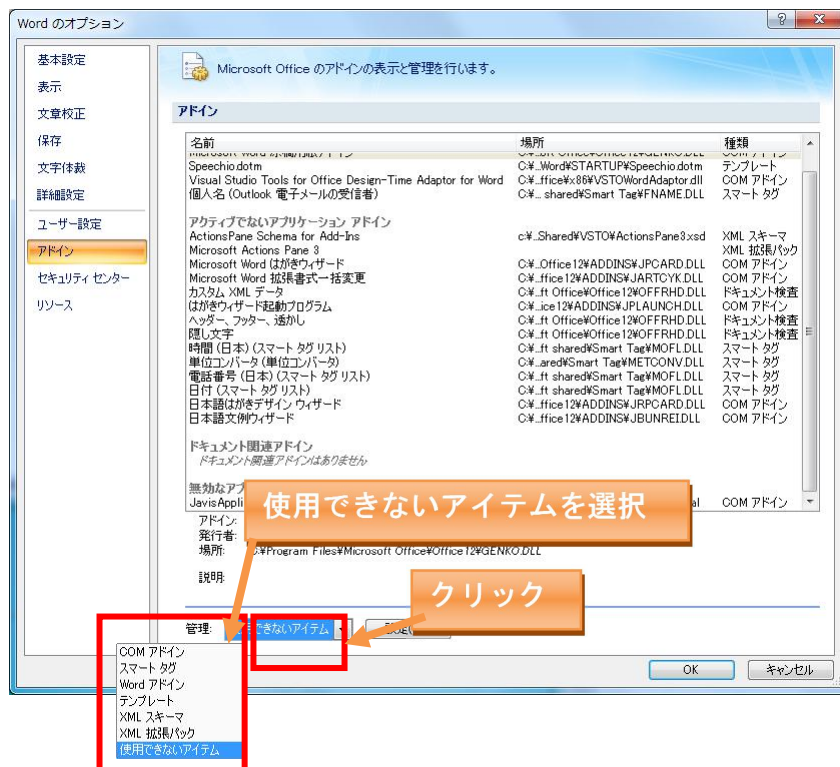 Word のオプション
基本設定
表示
文章校正
保存
文字体裁
詳細設定
ユーザー設定
アドイン
セキュリティ センター
リソース
Microsoft Office のアドインの表示と管理を行います。
アドイン
名前 場所 種類
Speechio.dotm C:¥...Word¥STARTUP¥Speechio.dotm テンプレート
Visual Studio Tools for Office Design-Time Adaptor for Word C:¥...ffice¥x86¥VSTOWordAdaptor.dll COM アドイン
個人名 (Outlook 電子メールの受信者) C:¥... shared¥Smart Tag¥FNAME.DLL スマート タグ
アクティブでないアプリケーション アドイン
ActionsPane Schema for Add-Ins c:¥...Shared¥VSTO¥ActionsPane3.xsd XML スキーマ
Microsoft Actions Pane 3 XML 拡張パック
Microsoft Word はがきウィザード C:¥...Office12¥ADDINS¥JPCARD.DLL COM アドイン
Microsoft Word 拡張書式一括変更 C:¥...ffice12¥ADDINS¥JARTCYK.DLL COM アドイン
カスタム XML データ C:¥...ft Office¥Office12¥OFFRHD.DLL ドキュメント検査
はがきウィザード起動プログラム C:¥...ice12¥ADDINS¥JPLAUNCH.DLL COM アドイン
ヘッダー、フッター、透かし C:¥...ft Office¥Office12¥OFFRHD.DLL ドキュメント検査
隠し文字 C:¥...ft Office¥Office12¥OFFRHD.DLL ドキュメント検査
時間 (日本) (スマート タグ リスト) C:¥...ft shared¥Smart Tag¥MOFL.DLL スマート タグ
単位コンバータ (単位コンバータ) C:¥...ared¥Smart Tag¥METCONV.DLL スマート タグ
電話番号 (日本) (スマート タグ リスト) C:¥...ft shared¥Smart Tag¥MOFL.DLL スマート タグ
日付 (スマート タグ リスト) C:¥...ft shared¥Smart Tag¥MOFL.DLL スマート タグ
日本語はがきデザイン ウィザード C:¥...ffice12¥ADDINS¥JRPCARD.DLL COM アドイン
日本語文例ウィザード C:¥...ffice12¥ADDINS¥JBUNREI.DLL COM アドイン
ドキュメント関連アドイン
ドキュメント関連アドインはありません
無効なア
JavisAppli COM アドイン
使用できないアイテムを選択
アドイン:
発行者:
場所: C:¥Program Files¥Microsoft Office¥Office12¥GENKO.DLL
説明:
クリック
管理: 使用できないアイテム
COM アドイン
スマート タグ
Word アドイン
テンプレート
XML スキーマ
XML 拡張パック
使用できないアイテム
OK キャンセル